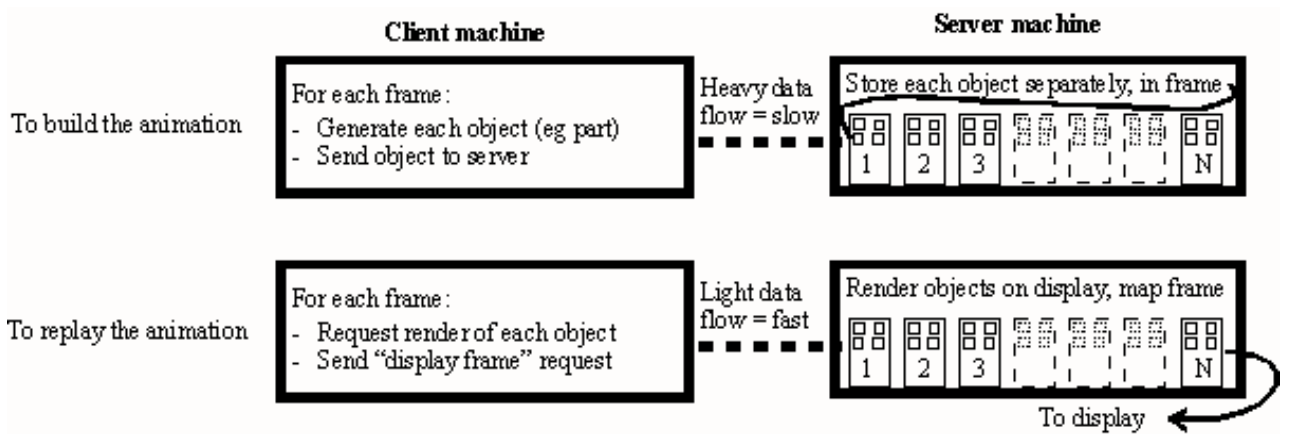 Client machine
Server machine
To build the animation
For each frame:
- Generate each object (eg part)
- Send object to server
Heavy data
flow = slow
Store each object separately, in frame
1 2 3 N
To replay the animation
For each frame:
- Request render of each object
- Send “display frame” request
Light data
flow = fast
Render objects on display, map frame
1 2 3 N
To display